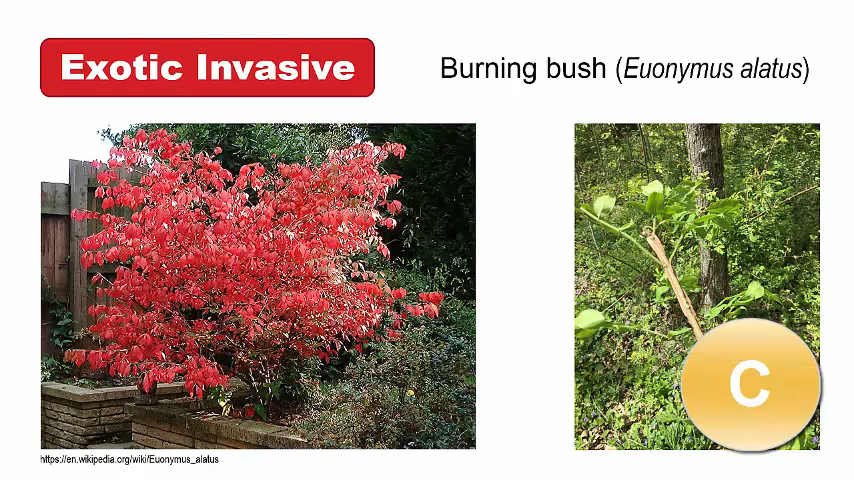 Exotic Invasive
Burning bush (Euonymus alatus)
C
https://en.wikipedia.org/wiki/Euonymus_alatus